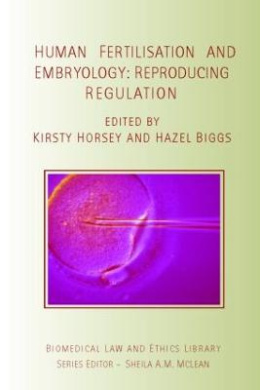 HUMAN FERTILISATION AND
EMBRYOLOGY: REPRODUCING
REGULATION
EDITED BY
KIRSTY HORSEY AND HAZEL BIGGS
BIOMEDICAL LAW AND ETHICS LIBRARY
SERIES EDITOR - SHEILA A.M. MCLEAN